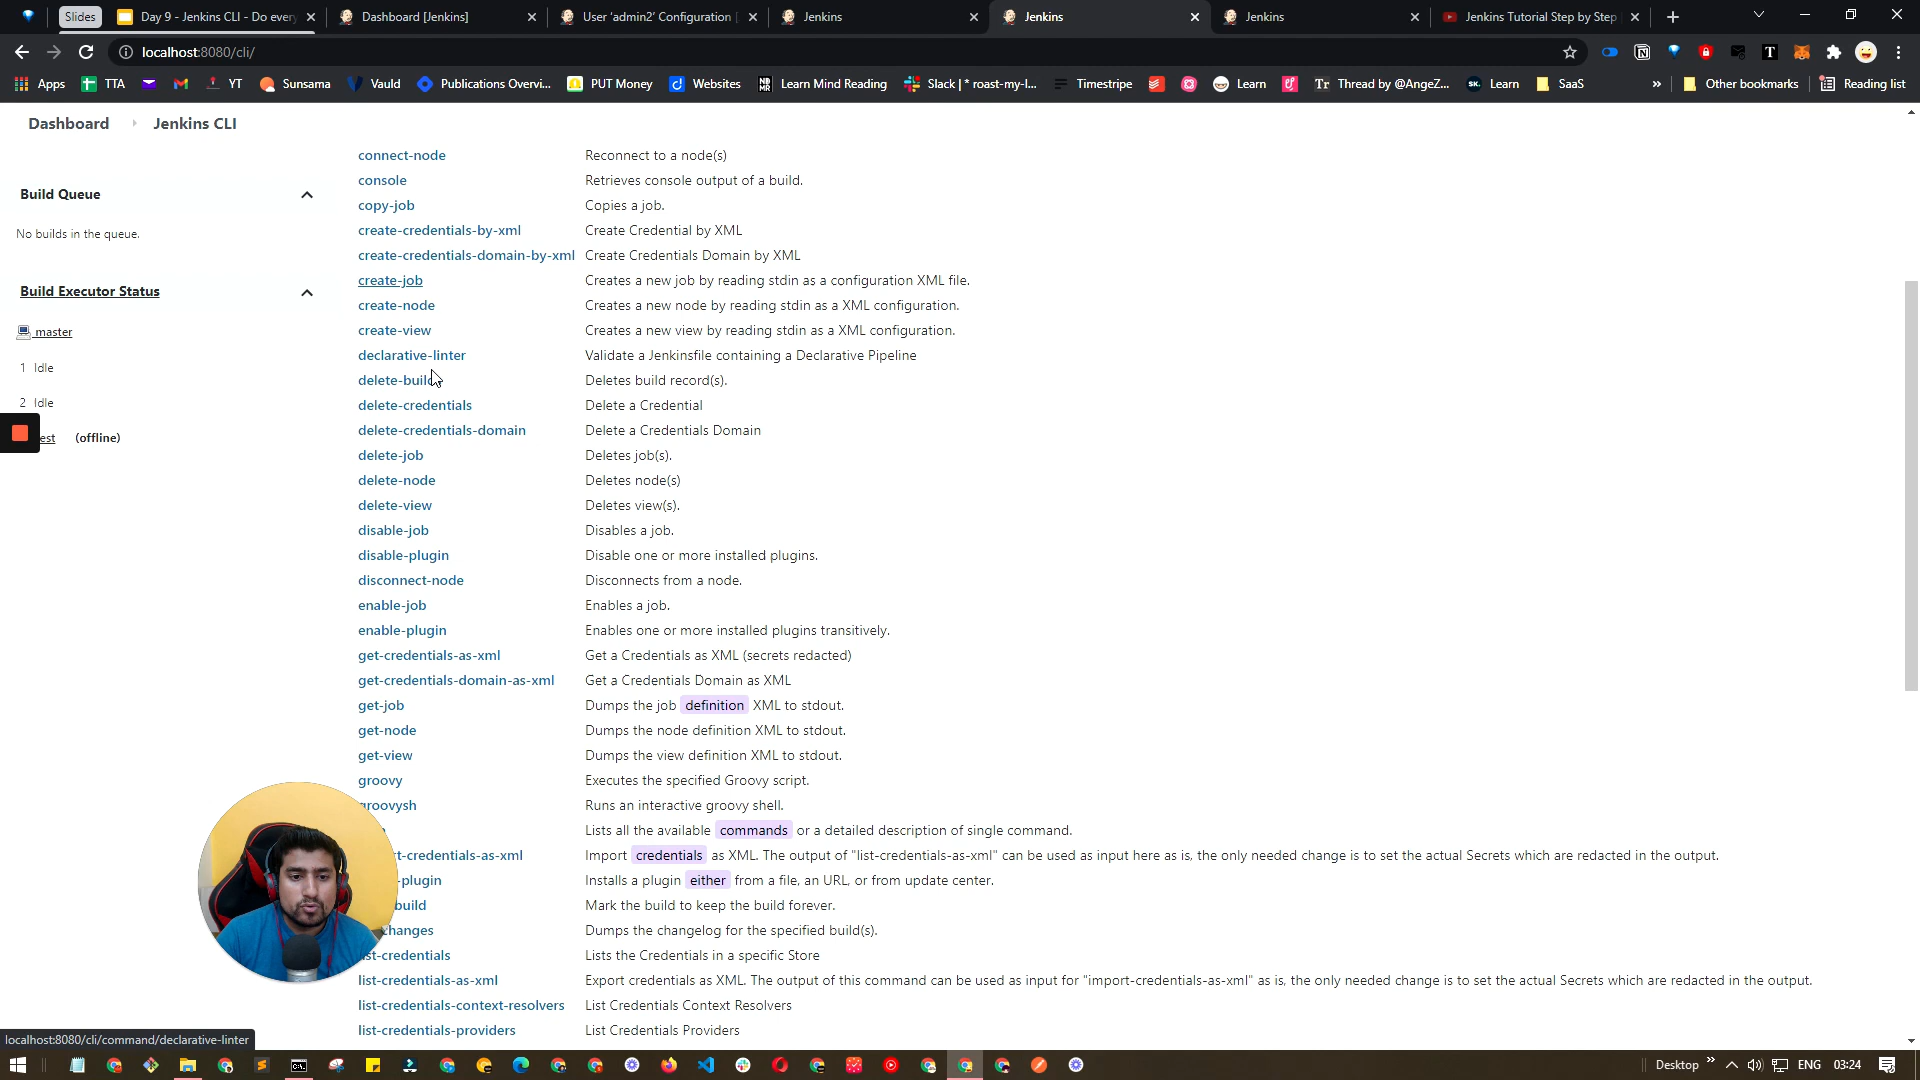 Slides
Day 9 - Jenkins CLI - Do every
Dashboard [Jenkins]
User 'admin2' Configuration [
Jenkins
Jenkins
Jenkins
Jenkins Tutorial Step by Step
localhost:8080/cli/
Apps
TTA
YT
Sunsama
Vauld
Publications Overvi...
PUT Money
Websites
Learn Mind Reading
Slack | * roast-my-l...
Timestripe
Learn
Thread by @AngeZ...
Learn
SaaS
Other bookmarks
Reading list
Dashboard
Jenkins CLI
Build Queue
No builds in the queue.
Build Executor Status
master
1 Idle
2 Idle
est (offline)
connect-node Reconnect to a node(s)
console Retrieves console output of a build.
copy-job Copies a job.
create-credentials-by-xml Create Credential by XML
create-credentials-domain-by-xml Create Credentials Domain by XML
create-job Creates a new job by reading stdin as a configuration XML file.
create-node Creates a new node by reading stdin as a XML configuration.
create-view Creates a new view by reading stdin as a XML configuration.
declarative-linter Validate a Jenkinsfile containing a Declarative Pipeline
delete-builds Deletes build record(s).
delete-credentials Delete a Credential
delete-credentials-domain Delete a Credentials Domain
delete-job Deletes job(s).
delete-node Deletes node(s)
delete-view Deletes view(s).
disable-job Disables a job.
disable-plugin Disable one or more installed plugins.
disconnect-node Disconnects from a node.
enable-job Enables a job.
enable-plugin Enables one or more installed plugins transitively.
get-credentials-as-xml Get a Credentials as XML (secrets redacted)
get-credentials-domain-as-xml Get a Credentials Domain as XML
get-job Dumps the job definition XML to stdout.
get-node Dumps the node definition XML to stdout.
get-view Dumps the view definition XML to stdout.
groovy Executes the specified Groovy script.
groovysh Runs an interactive groovy shell.
Lists all the available commands or a detailed description of single command.
t-credentials-as-xml Import credentials as XML. The output of "list-credentials-as-xml" can be used as input here as is, the only needed change is to set the actual Secrets which are redacted in the output.
-plugin Installs a plugin either from a file, an URL, or from update center.
build Mark the build to keep the build forever.
changes Dumps the changelog for the specified build(s).
st-credentials Lists the Credentials in a specific Store
list-credentials-as-xml Export credentials as XML. The output of this command can be used as input for "import-credentials-as-xml" as is, the only needed change is to set the actual Secrets which are redacted in the output.
list-credentials-context-resolvers List Credentials Context Resolvers
list-credentials-providers List Credentials Providers
localhost:8080/cli/command/declarative-linter
Desktop
ENG
03:24